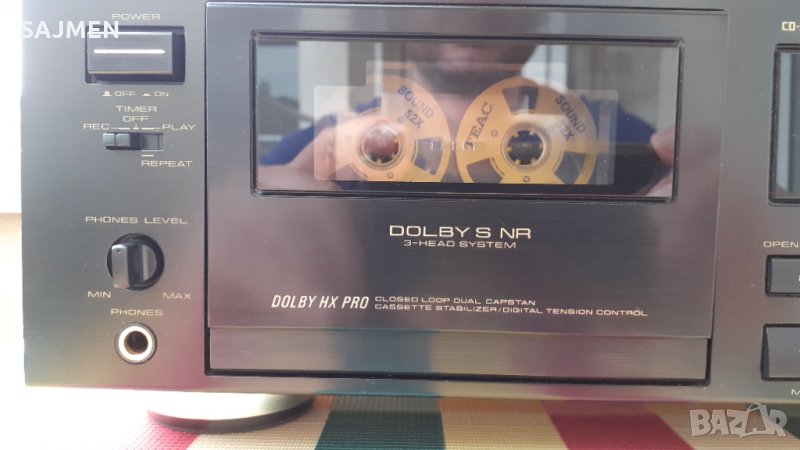 SAJMEN
POWER
OFF ON
TIMER
OFF
REC PLAY
REPEAT
PHONES LEVEL
MIN MAX
PHONES
SOUND
52X
TEAC
SOUND
DOLBY S NR
3-HEAD SYSTEM
DOLBY HX PRO CLOSED LOOP DUAL CAPSTAN
CASSETTE STABILIZER/DIGITAL TENSION CONTROL
CD-
OPEN
BAZAR